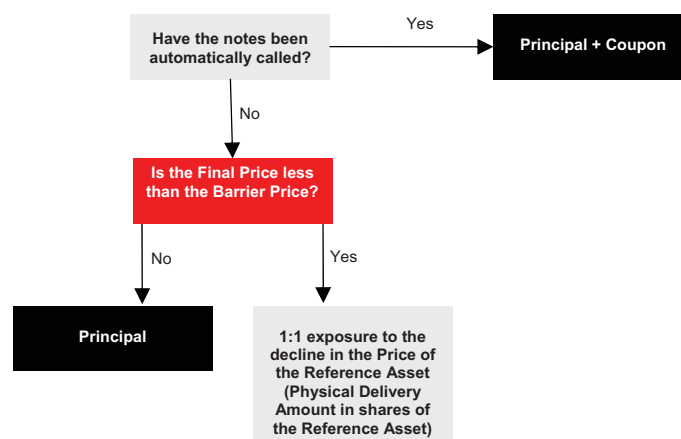 Have the notes been
automatically called?
Yes
Principal + Coupon
No
Is the Final Price less
than the Barrier Price?
No
Yes
Principal
1:1 exposure to the
decline in the Price of
the Reference Asset
(Physical Delivery
Amount in shares of
the Reference Asset)